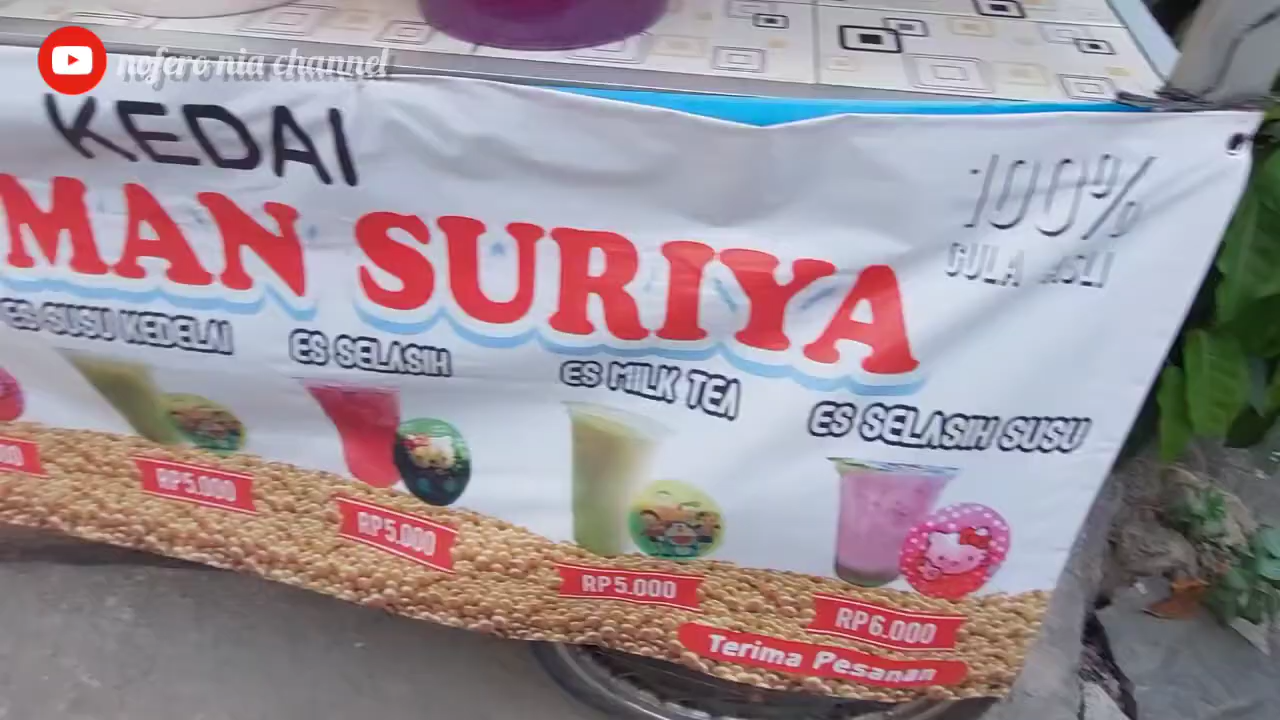 nofero nia channel
KEDAI
MAN SURIYA
100%
GULA ASLI
ES SUSU KEDELAI
ES SELASIH
ES MILK TEA
ES SELASIH SUSU
RP5.000
RP5.000
RP5.000
RP6.000
Terima Pesanan